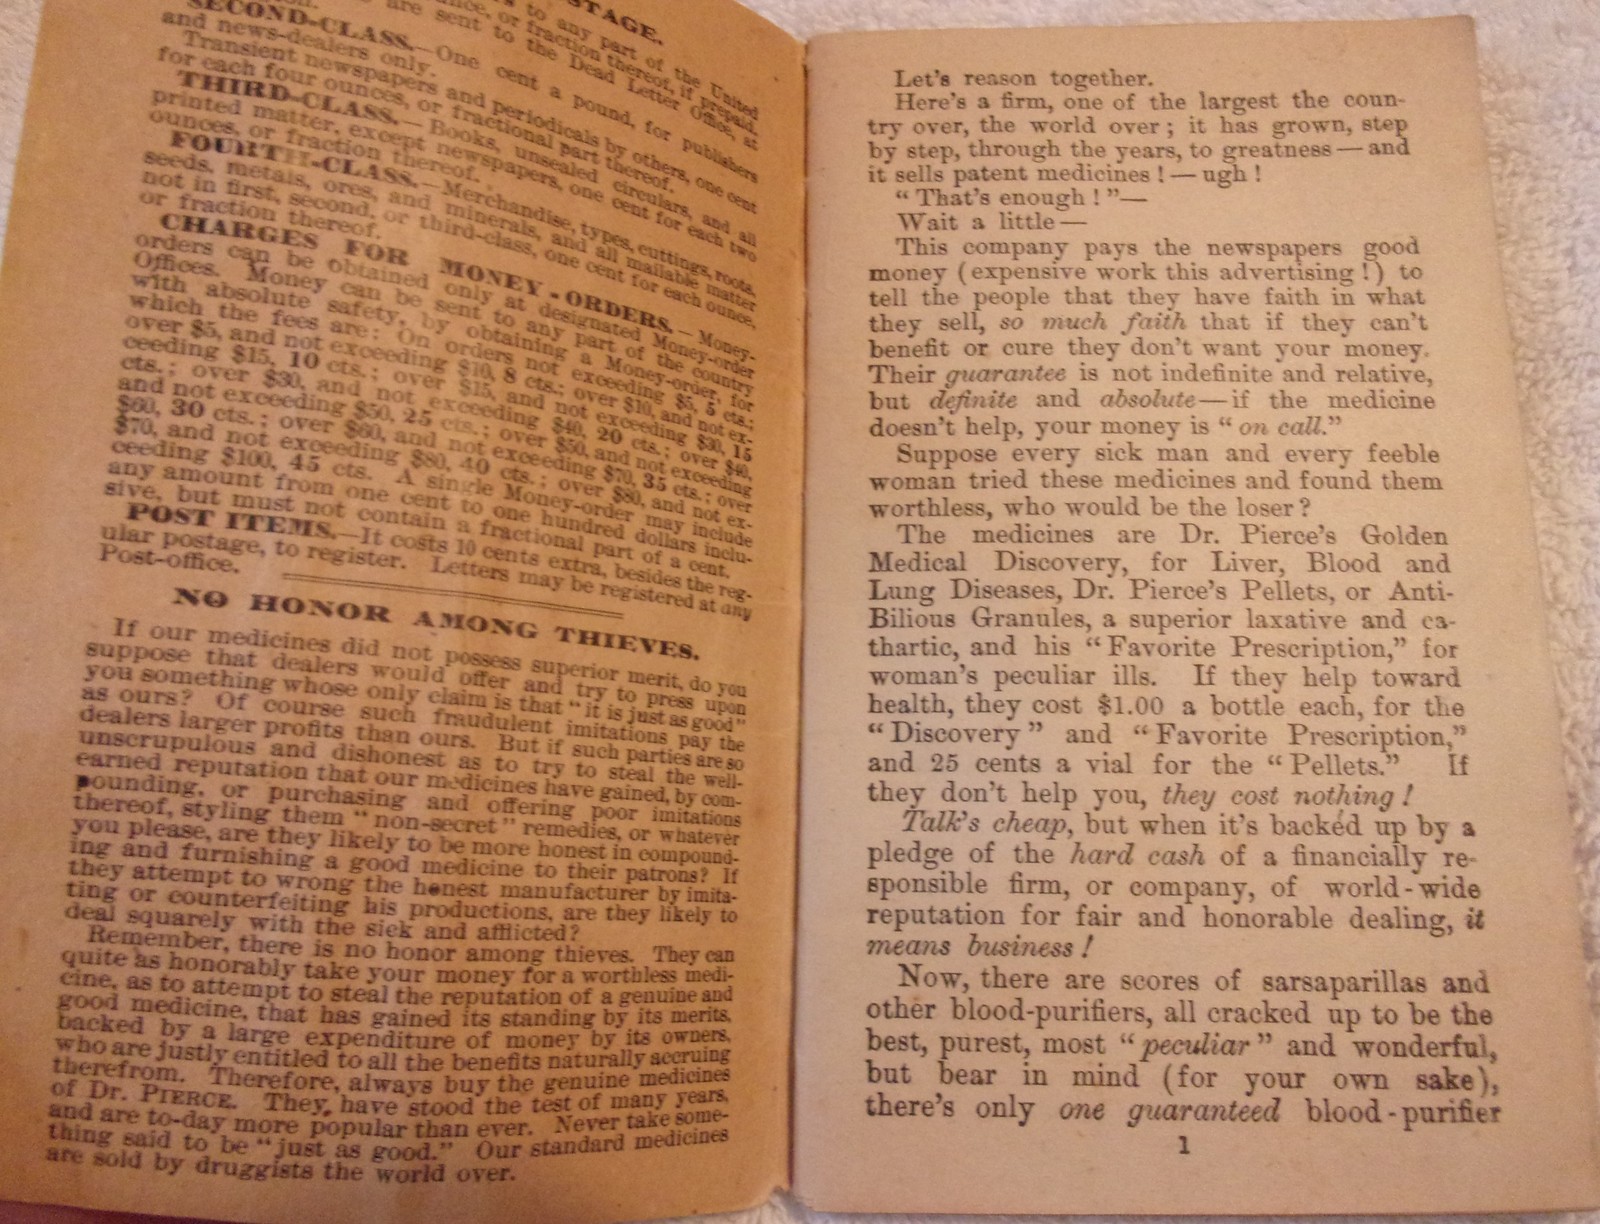 STAGE.
to any part of the United
nce, or fraction thereof, if prepaid.
are sent to the Dead Letter Office, at
SECOND-CLASS.—One cent a pound, for publishers
and news-dealers only.
Transient newspapers and periodicals by others, one cent
for each four ounces, or fractional part thereof.
THIRD-CLASS.—Books, unsealed circulars, and all
printed matter, except newspapers, one cent for each two
ounces, or fraction thereof.
FOURTH-CLASS.—Merchandise, types, cuttings, roots,
seeds, metals, ores, and minerals, and all mailable matter
not in first, second, or third-class, one cent for each ounce,
or fraction thereof.
CHARGES FOR MONEY-ORDERS.—Money-
orders can be obtained only at designated Money-order
Offices. Money can be sent to any part of the country
with absolute safety, by obtaining a Money-order, for
which the fees are: On orders not exceeding $5, 5 cts.;
over $5, and not exceeding $10, 8 cts.; over $10, and not ex-
ceeding $15, 10 cts.; over $15, and not exceeding $30, 15
cts.; over $30, and not exceeding $40, 20 cts.; over $40,
and not exceeding $50, 25 cts.; over $50, and not exceeding
$60, 30 cts.; over $60, and not exceeding $70, 35 cts.; over
$70, and not exceeding $80, 40 cts.; over $80, and not ex-
ceeding $100, 45 cts. A single Money-order may include
any amount from one cent to one hundred dollars inclu-
sive, but must not contain a fractional part of a cent.
POST ITEMS.—It costs 10 cents extra, besides the reg-
ular postage, to register. Letters may be registered at any
Post-office.
NO HONOR AMONG THIEVES.
If our medicines did not possess superior merit, do you
suppose that dealers would offer and try to press upon
you something whose only claim is that "it is just as good"
as ours? Of course such fraudulent imitations pay the
dealers larger profits than ours. But if such parties are so
unscrupulous and dishonest as to try to steal the well-
earned reputation that our medicines have gained, by com-
pounding, or purchasing and offering poor imitations
thereof, styling them "non-secret" remedies, or whatever
you please, are they likely to be more honest in compound-
ing and furnishing a good medicine to their patrons? If
they attempt to wrong the honest manufacturer by imita-
ting or counterfeiting his productions, are they likely to
deal squarely with the sick and afflicted?
Remember, there is no honor among thieves. They can
quite as honorably take your money for a worthless medi-
cine, as to attempt to steal the reputation of a genuine and
good medicine, that has gained its standing by its merits,
backed by a large expenditure of money by its owners,
who are justly entitled to all the benefits naturally accruing
therefrom. Therefore, always buy the genuine medicines
of Dr. PIERCE. They have stood the test of many years,
and are to-day more popular than ever. Never take some-
thing said to be "just as good." Our standard medicines
are sold by druggists the world over.
Let's reason together.
Here's a firm, one of the largest the coun-
try over, the world over; it has grown, step
by step, through the years, to greatness—and
it sells patent medicines!—ugh!
"That's enough!"—
Wait a little—
This company pays the newspapers good
money (expensive work this advertising!) to
tell the people that they have faith in what
they sell, so much faith that if they can't
benefit or cure they don't want your money.
Their guarantee is not indefinite and relative,
but definite and absolute—if the medicine
doesn't help, your money is "on call."
Suppose every sick man and every feeble
woman tried these medicines and found them
worthless, who would be the loser?
The medicines are Dr. Pierce's Golden
Medical Discovery, for Liver, Blood and
Lung Diseases, Dr. Pierce's Pellets, or Anti-
Bilious Granules, a superior laxative and ca-
thartic, and his "Favorite Prescription," for
woman's peculiar ills. If they help toward
health, they cost $1.00 a bottle each, for the
"Discovery" and "Favorite Prescription,"
and 25 cents a vial for the "Pellets." If
they don't help you, they cost nothing!
Talk's cheap, but when it's backed up by a
pledge of the hard cash of a financially re-
sponsible firm, or company, of world-wide
reputation for fair and honorable dealing, it
means business!
Now, there are scores of sarsaparillas and
other blood-purifiers, all cracked up to be the
best, purest, most "peculiar" and wonderful,
but bear in mind (for your own sake),
there's only one guaranteed blood-purifier
1